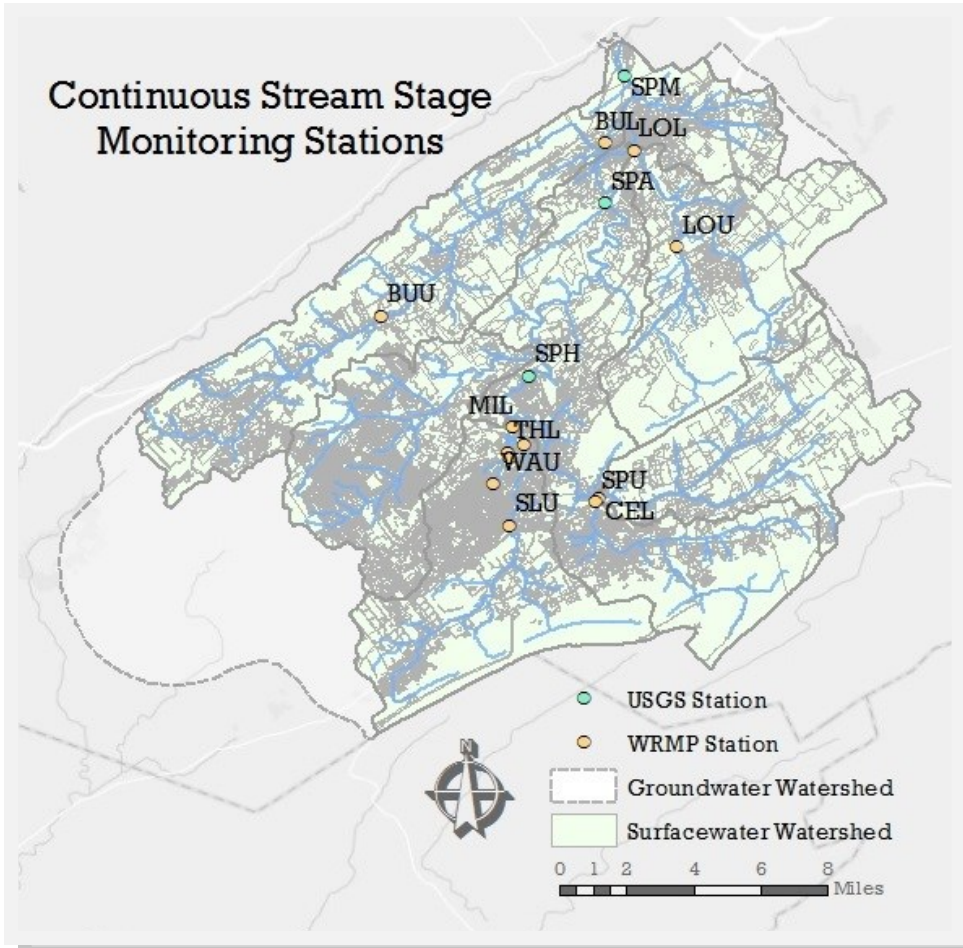 Continuous Stream Stage
Monitoring Stations
SPM
BUL LOL
SPA
LOU
BUU
SPH
MIL
THL
WAU
SPU
CEL
SLU
USGS Station
WRMP Station
N
Groundwater Watershed
Surfacewater Watershed
0 1 2 4 6 8
Miles